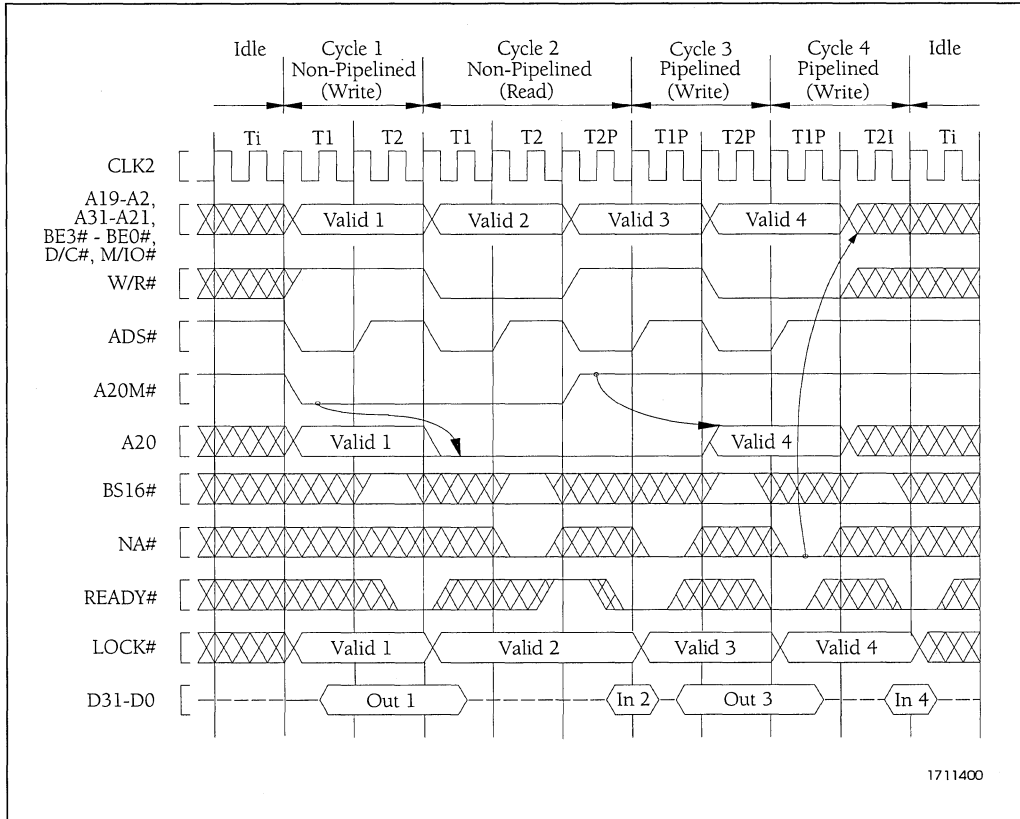 Idle Cycle 1 Cycle 2 Cycle 3 Cycle 4 Idle
Non-Pipelined Non-Pipelined Pipelined Pipelined
(Write) (Read) (Write) (Write)
Ti T1 T2 T1 T2 T2P T1P T2P T1P T2I Ti
CLK2
A19-A2,
A31-A21,
BE3# - BE0#,
D/C#, M/IO#
Valid 1 Valid 2 Valid 3 Valid 4
W/R#
ADS#
A20M#
A20 Valid 1 Valid 4
BS16#
NA#
READY#
LOCK# Valid 1 Valid 2 Valid 3 Valid 4
D31-D0 Out 1 In 2 Out 3 In 4
1711400